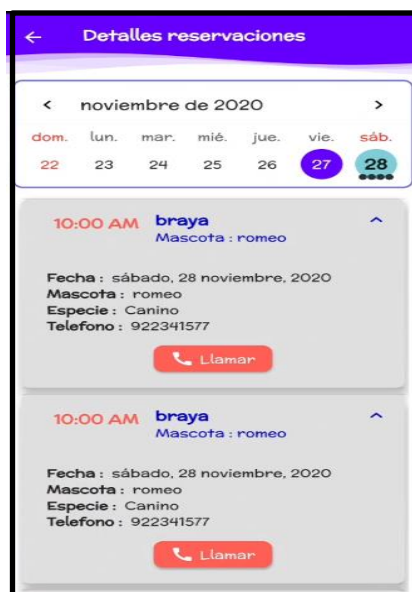 Detalles reservaciones
noviembre de 2020
dom. lun. mar. mié. jue. vie. sáb.
22 23 24 25 26 27 28
10:00 AM braya
Mascota : romeo
Fecha : sábado, 28 noviembre, 2020
Mascota : romeo
Especie : Canino
Telefono : 922341577
Llamar
10:00 AM braya
Mascota : romeo
Fecha : sábado, 28 noviembre, 2020
Mascota : romeo
Especie : Canino
Telefono : 922341577
Llamar